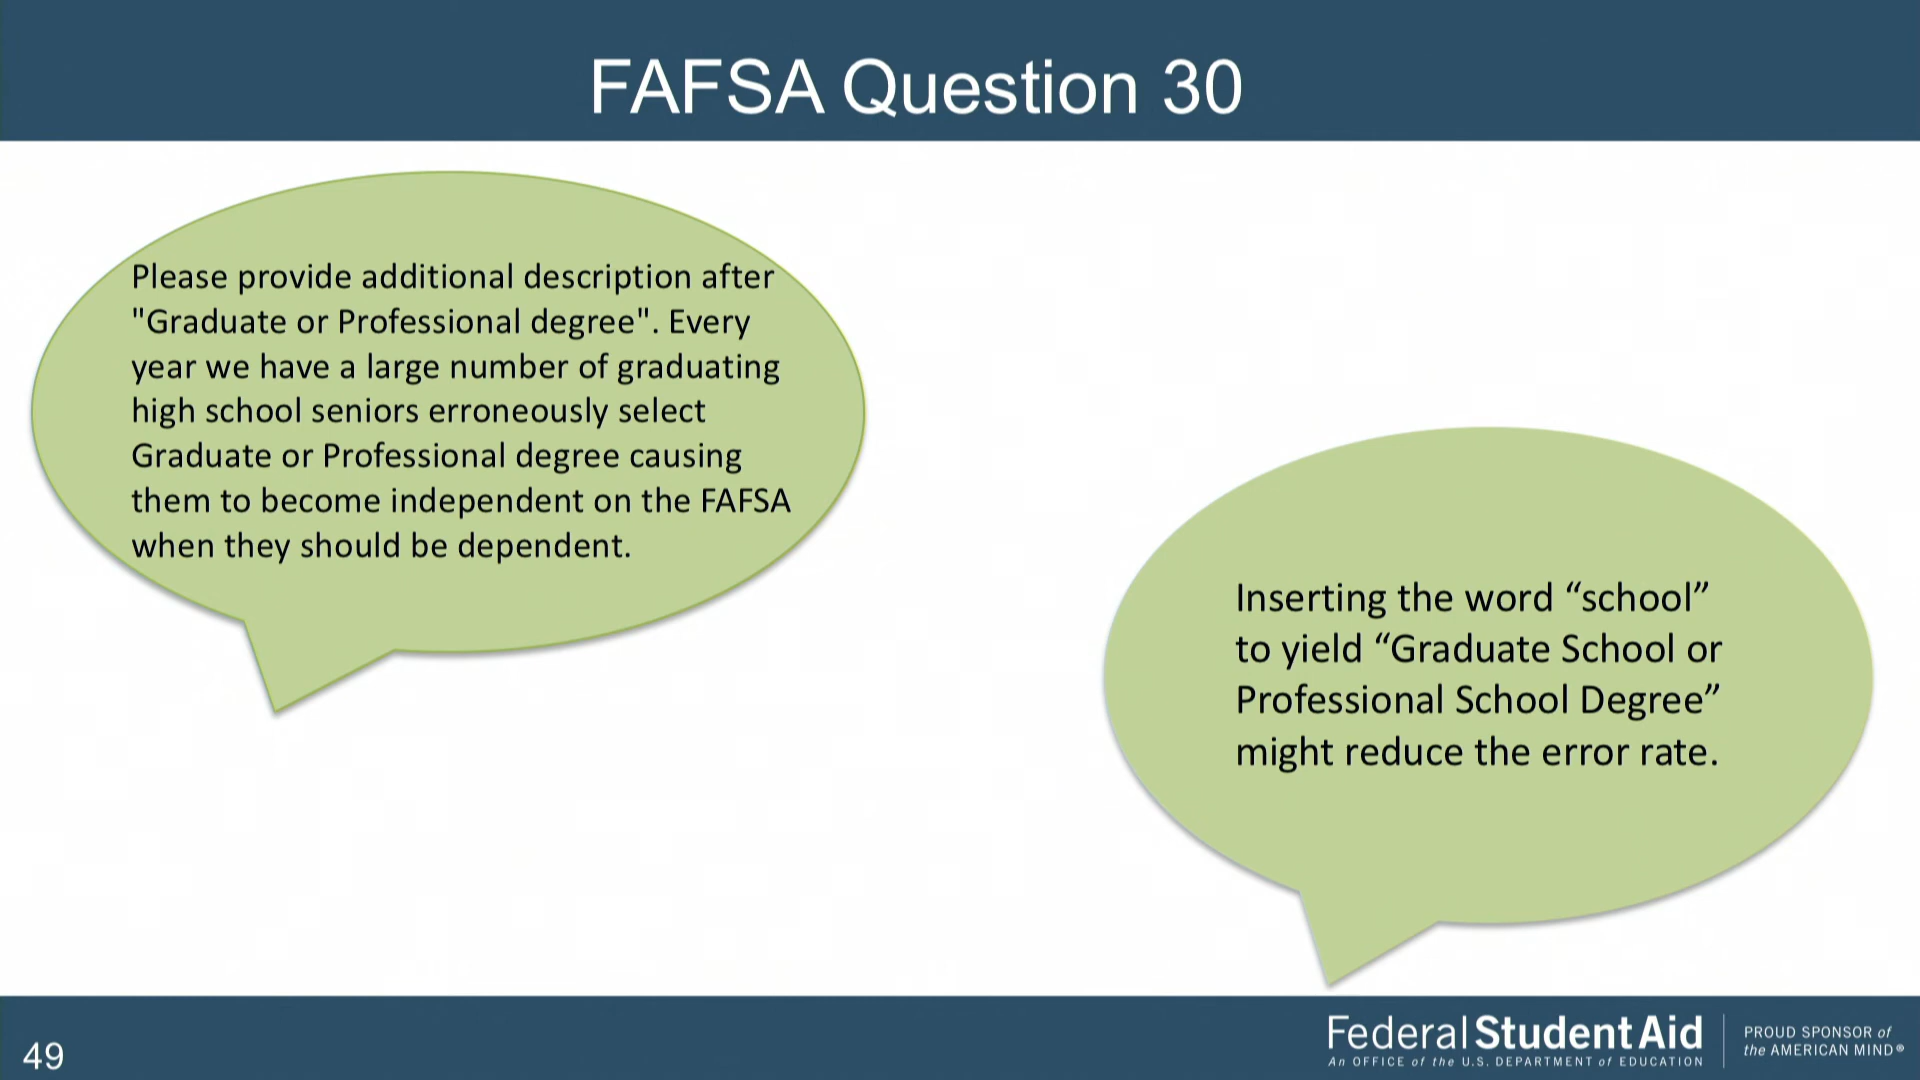 FAFSA Question 30
Please provide additional description after
"Graduate or Professional degree". Every
year we have a large number of graduating
high school seniors erroneously select
Graduate or Professional degree causing
them to become independent on the FAFSA
when they should be dependent.
Inserting the word “school”
to yield “Graduate School or
Professional School Degree”
might reduce the error rate.
49
Federal Student Aid
An OFFICE of the U.S. DEPARTMENT of EDUCATION
PROUD SPONSOR of
the AMERICAN MIND®